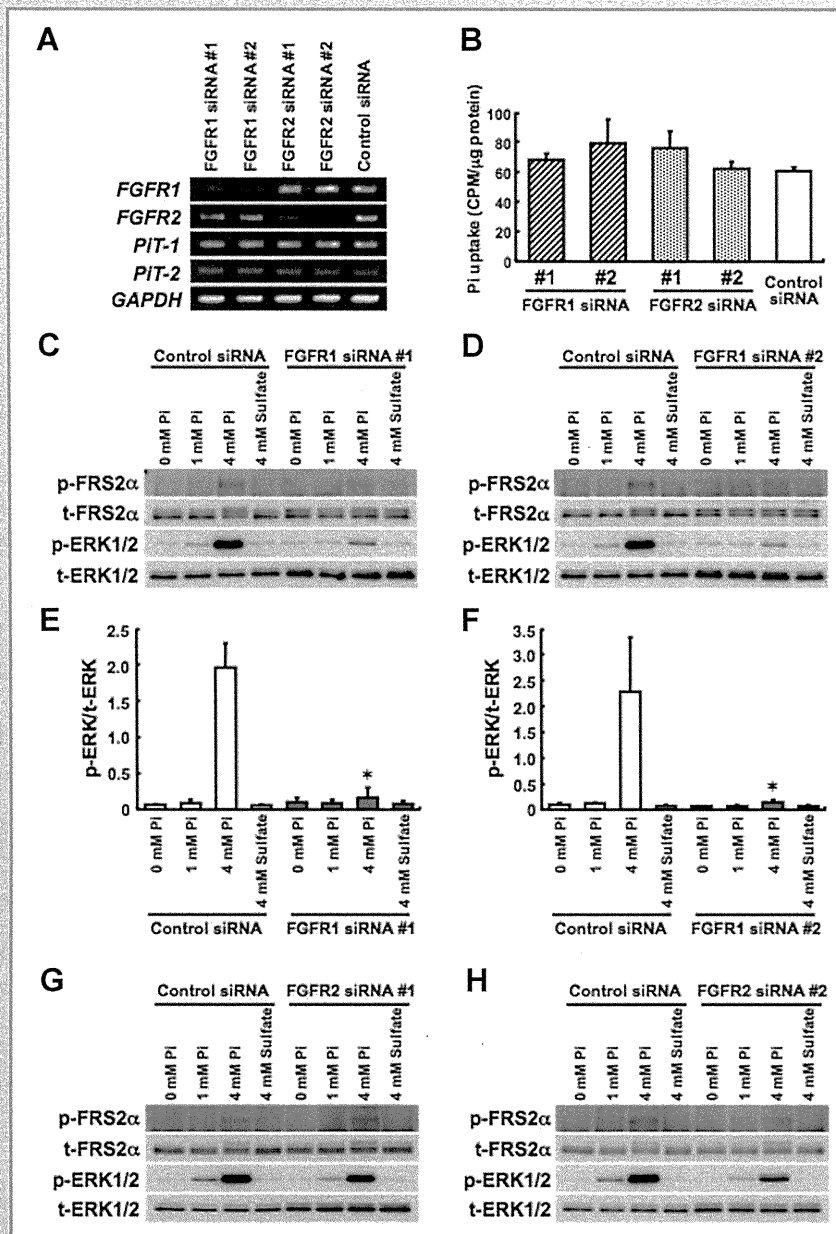 A
FGFR1 siRNA #1
FGFR1 siRNA #2
FGFR2 siRNA #1
FGFR2 siRNA #2
Control siRNA
FGFR1
FGFR2
PiT-1
PiT-2
GAPDH
B
Pi uptake (CPM/µg protein)
100
80
60
40
20
0
#1 #2 #1 #2
FGFR1 siRNA FGFR2 siRNA Control siRNA
C
Control siRNA FGFR1 siRNA #1
0 mM Pi 1 mM Pi 4 mM Pi 4 mM Sulfate 0 mM Pi 1 mM Pi 4 mM Pi 4 mM Sulfate
p-FRS2α
t-FRS2α
p-ERK1/2
t-ERK1/2
D
Control siRNA FGFR1 siRNA #2
0 mM Pi 1 mM Pi 4 mM Pi 4 mM Sulfate 0 mM Pi 1 mM Pi 4 mM Pi 4 mM Sulfate
p-FRS2α
t-FRS2α
p-ERK1/2
t-ERK1/2
E
p-ERK/t-ERK
2.5
2.0
1.5
1.0
0.5
0
*
0 mM Pi 1 mM Pi 4 mM Pi 4 mM Sulfate 0 mM Pi 1 mM Pi 4 mM Pi 4 mM Sulfate
Control siRNA FGFR1 siRNA #1
F
p-ERK/t-ERK
3.5
3.0
2.5
2.0
1.5
1.0
0.5
0
*
0 mM Pi 1 mM Pi 4 mM Pi 4 mM Sulfate 0 mM Pi 1 mM Pi 4 mM Pi 4 mM Sulfate
Control siRNA FGFR1 siRNA #2
G
Control siRNA FGFR2 siRNA #1
0 mM Pi 1 mM Pi 4 mM Pi 4 mM Sulfate 0 mM Pi 1 mM Pi 4 mM Pi 4 mM Sulfate
p-FRS2α
t-FRS2α
p-ERK1/2
t-ERK1/2
H
Control siRNA FGFR2 siRNA #2
0 mM Pi 1 mM Pi 4 mM Pi 4 mM Sulfate 0 mM Pi 1 mM Pi 4 mM Pi 4 mM Sulfate
p-FRS2α
t-FRS2α
p-ERK1/2
t-ERK1/2